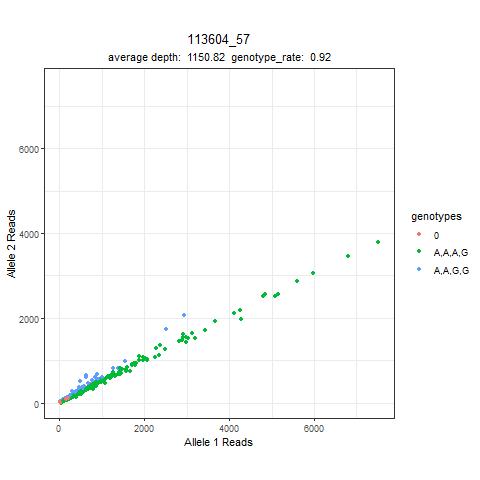 113604_57
average depth: 1150.82 genotype_rate: 0.92
Allele 2 Reads
6000
4000
2000
0
0 2000 4000 6000
Allele 1 Reads
genotypes
0
A,A,A,G
A,A,G,G